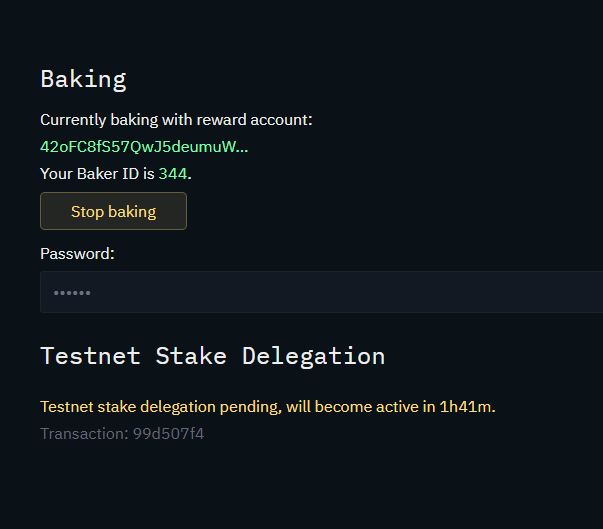 Baking
Currently baking with reward account:
42oFC8fS57QwJ5deumuW...
Your Baker ID is 344.
Stop baking
Password:
••••••
Testnet Stake Delegation
Testnet stake delegation pending, will become active in 1h41m.
Transaction: 99d507f4